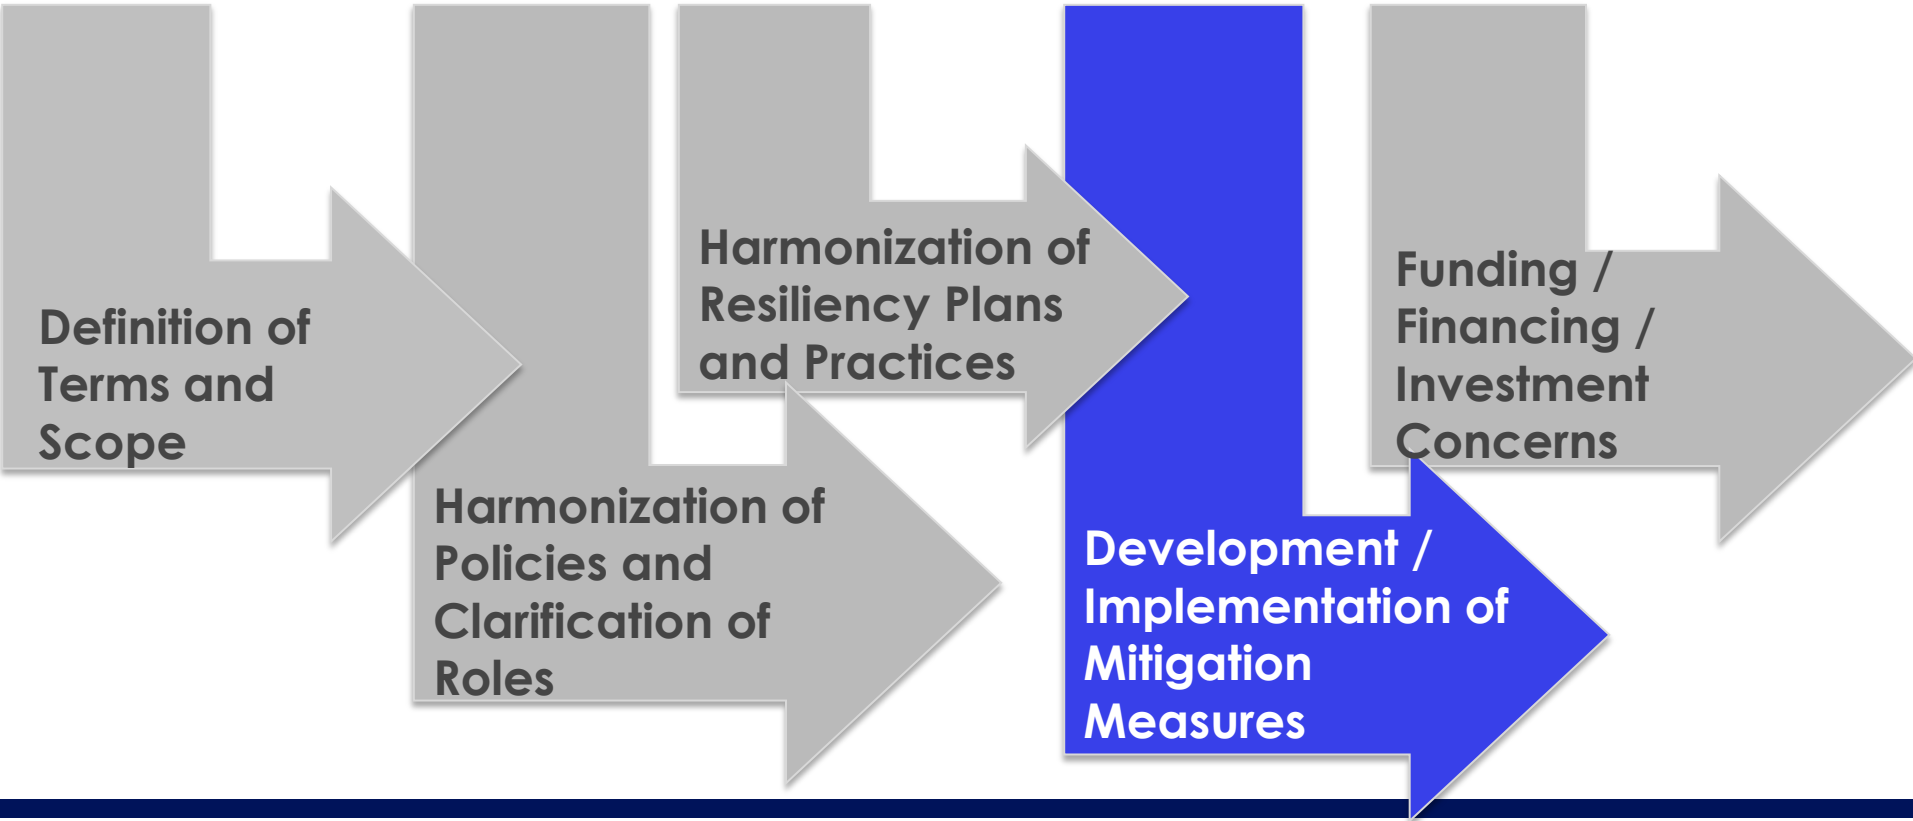 Definition of
Terms and
Scope
Harmonization of
Policies and
Clarification of
Roles
Harmonization of
Resiliency Plans
and Practices
Development /
Implementation of
Mitigation
Measures
Funding /
Financing /
Investment
Concerns